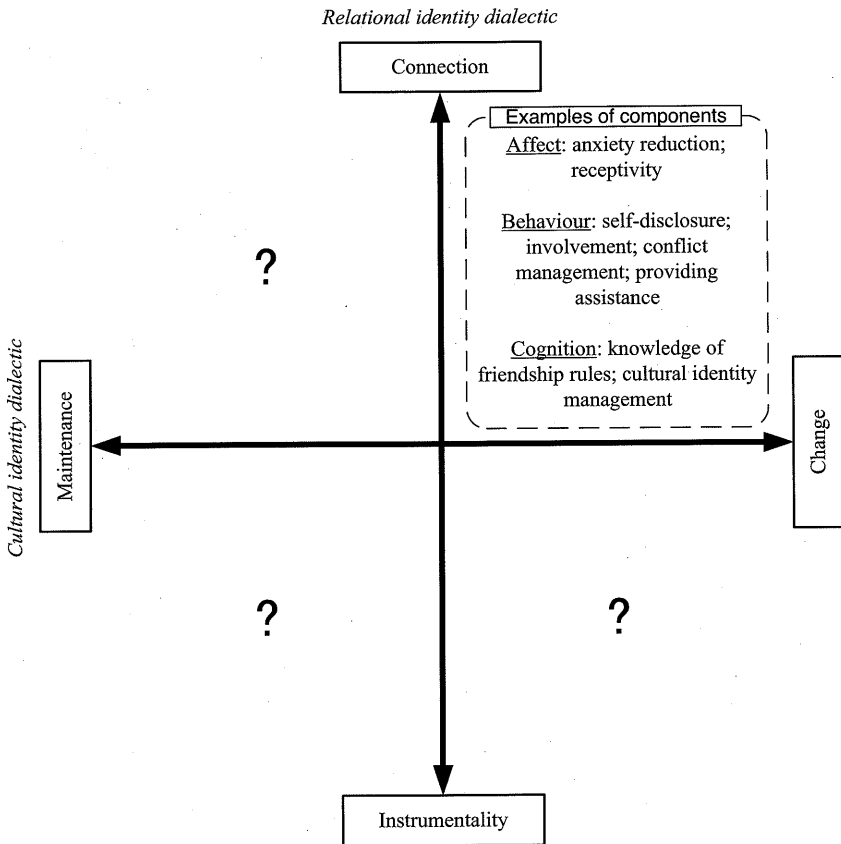 Relational identity dialectic
Connection
Examples of components
Affect: anxiety reduction;
receptivity
Behaviour: self-disclosure;
involvement; conflict
management; providing
assistance
Cognition: knowledge of
friendship rules; cultural identity
management
?
Cultural identity dialectic
Maintenance
Change
?
?
Instrumentality